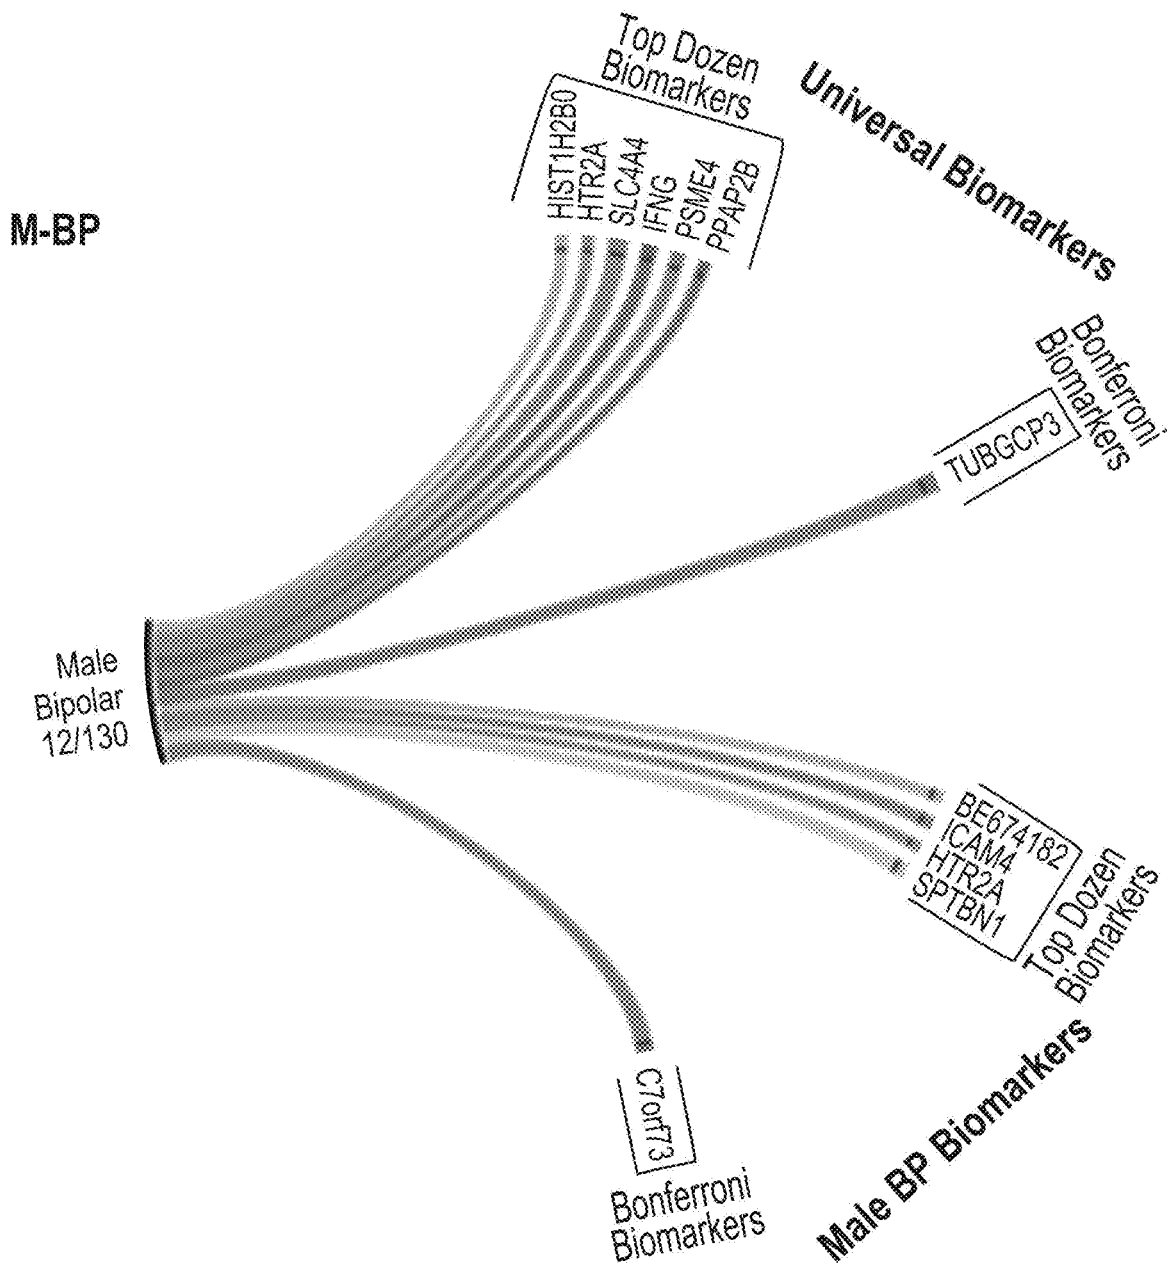 M-BP
Top Dozen
Biomarkers
HIST1H2B0
HTR2A
SLC4A4
IFNG
PSME4
PPAP2B
Universal Biomarkers
Bonferroni
Biomarkers
TUBGCP3
Male
Bipolar
12/130
BE674182
ICAM4
HTR2A
SPTBN1
Top Dozen
Biomarkers
Male BP Biomarkers
C7orf73
Bonferroni
Biomarkers